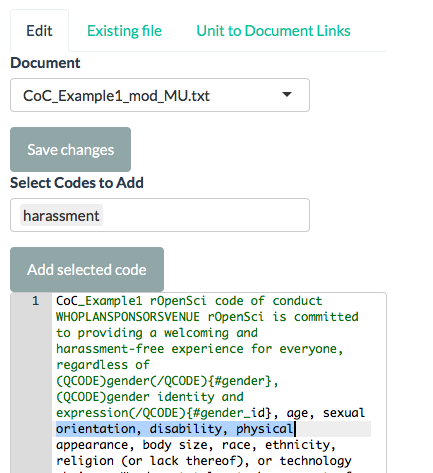 Edit Existing file Unit to Document Links
Document
CoC_Example1_mod_MU.txt
Save changes
Select Codes to Add
harassment
Add selected code
1 CoC_Example1 rOpenSci code of conduct
WHOPLANSPONSORSVENUE rOpenSci is committed
to providing a welcoming and
harassment-free experience for everyone,
regardless of
(QCODE)gender(/QCODE){#gender},
(QCODE)gender identity and
expression(/QCODE){#gender_id}, age, sexual
orientation, disability, physical
appearance, body size, race, ethnicity,
religion (or lack thereof), or technology